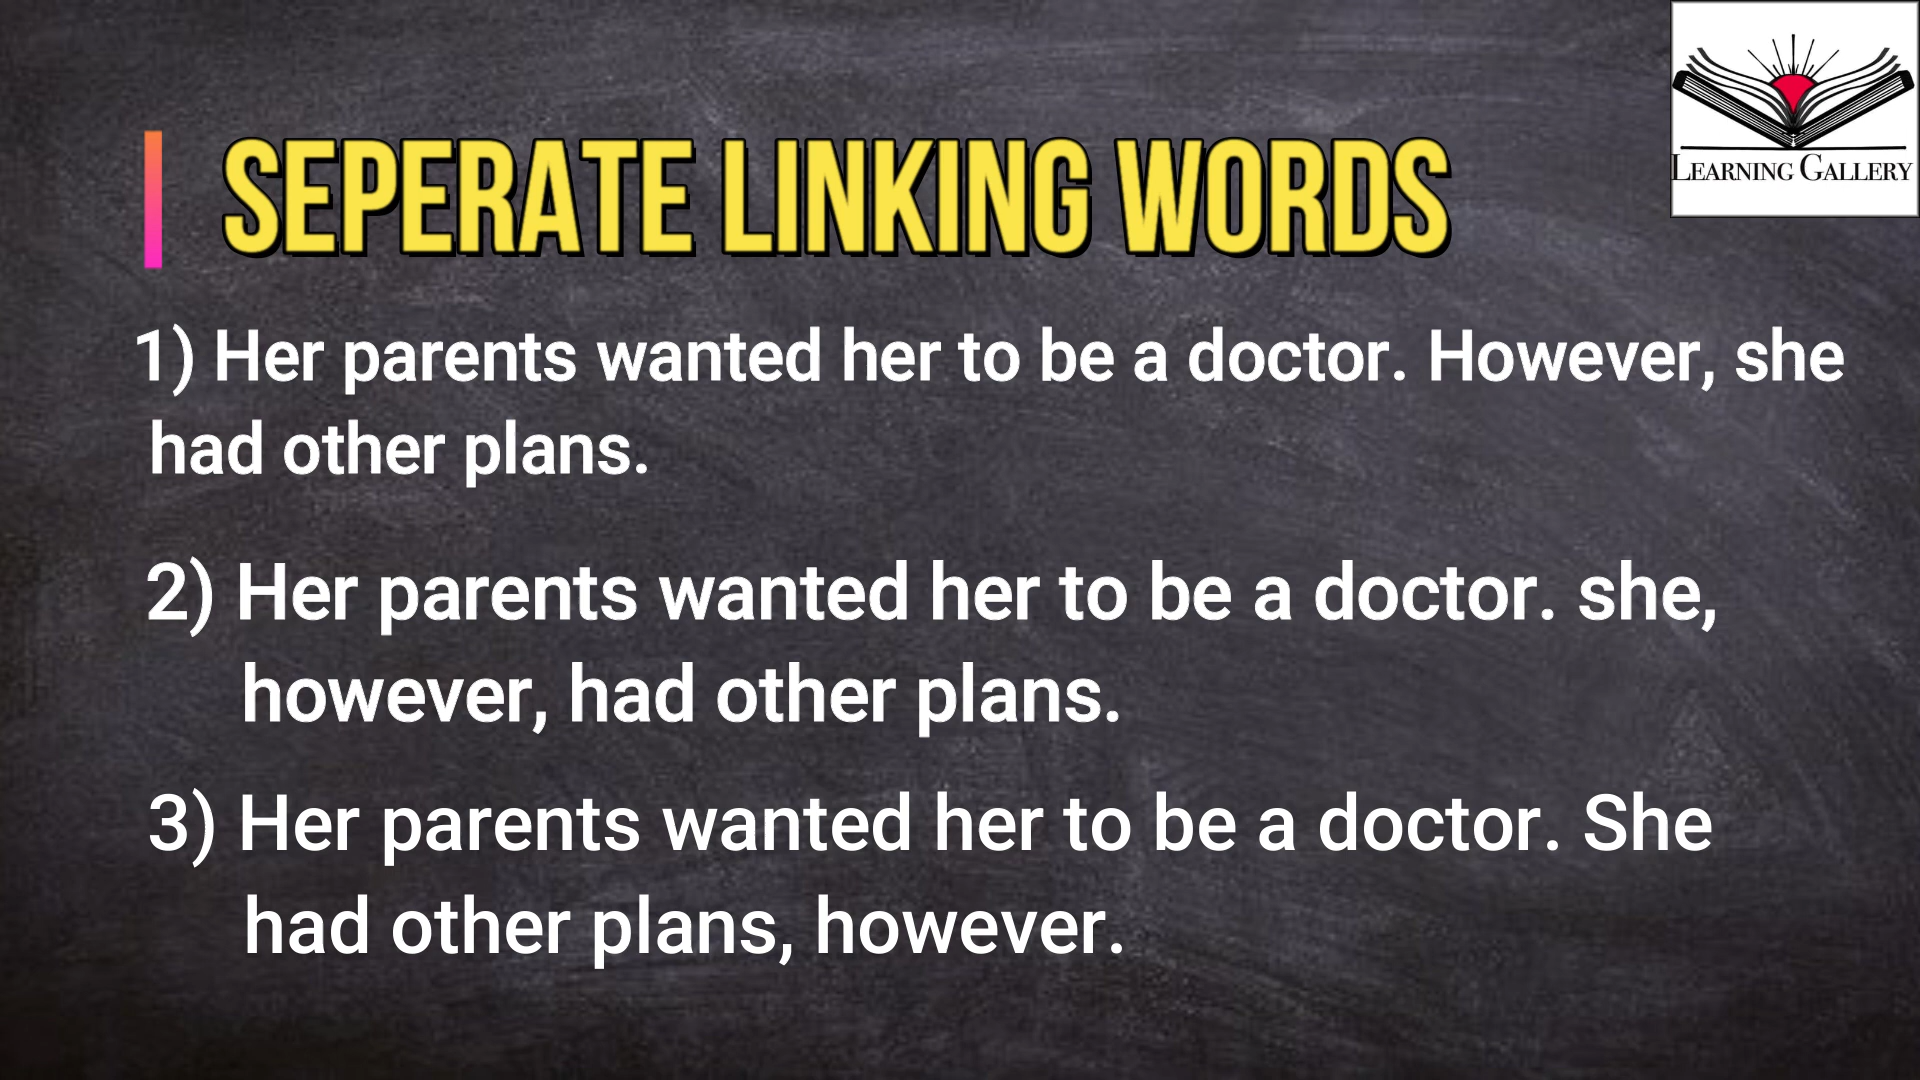 LEARNING GALLERY
SEPERATE LINKING WORDS
1) Her parents wanted her to be a doctor. However, she
had other plans.
2) Her parents wanted her to be a doctor. she,
however, had other plans.
3) Her parents wanted her to be a doctor. She
had other plans, however.